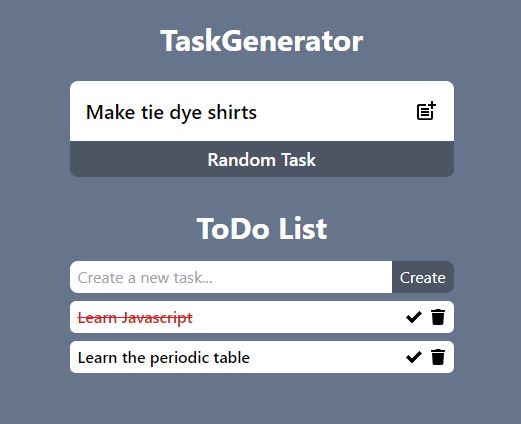 TaskGenerator
Make tie dye shirts
Random Task
ToDo List
Create a new task... Create
Learn Javascript
Learn the periodic table